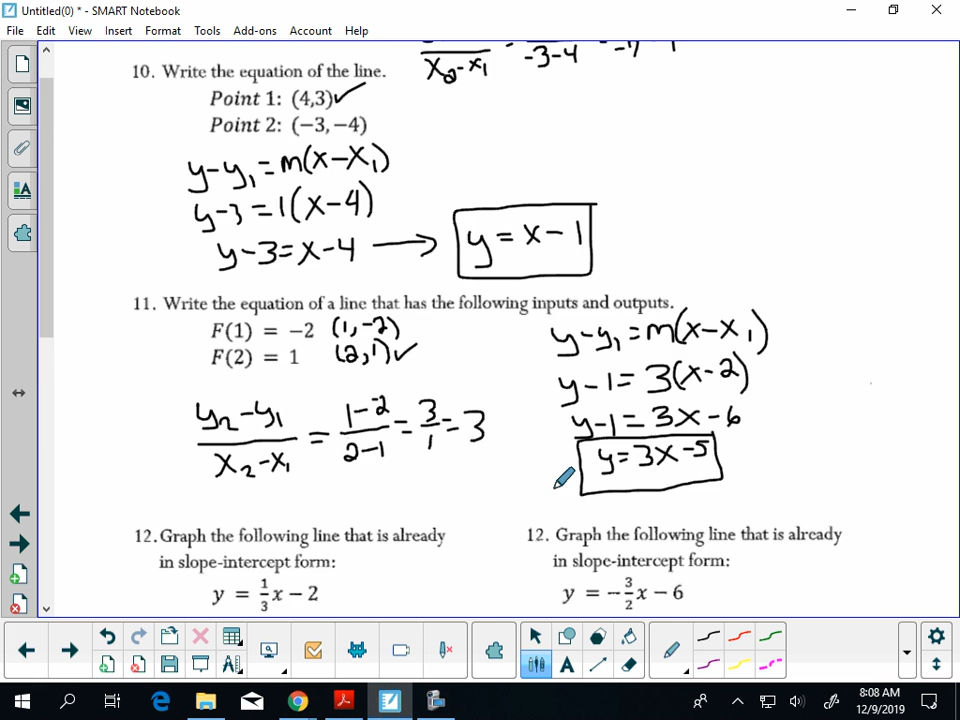 Untitled(0) * - SMART Notebook
File Edit View Insert Format Tools Add-ons Account Help
x₂-x₁ -3-4
10. Write the equation of the line.
Point 1: (4,3)✓
Point 2: (−3,−4)
y-y₁=m(x-x₁)
y-3=1(x-4)
y-3=x-4 → y=x-1
11. Write the equation of a line that has the following inputs and outputs.
F(1) = −2 (1,-2)
F(2) = 1 (2,1)✓
y₂-y₁/x₂-x₁ = 1--2/2-1 = 3/1 = 3
y-y₁=m(x-x₁)
y-1=3(x-2)
y-1=3x-6
y=3x-5
12. Graph the following line that is already
in slope-intercept form:
y = 1/3x − 2
12. Graph the following line that is already
in slope-intercept form:
y = −3/2x − 6
8:08 AM
12/9/2019